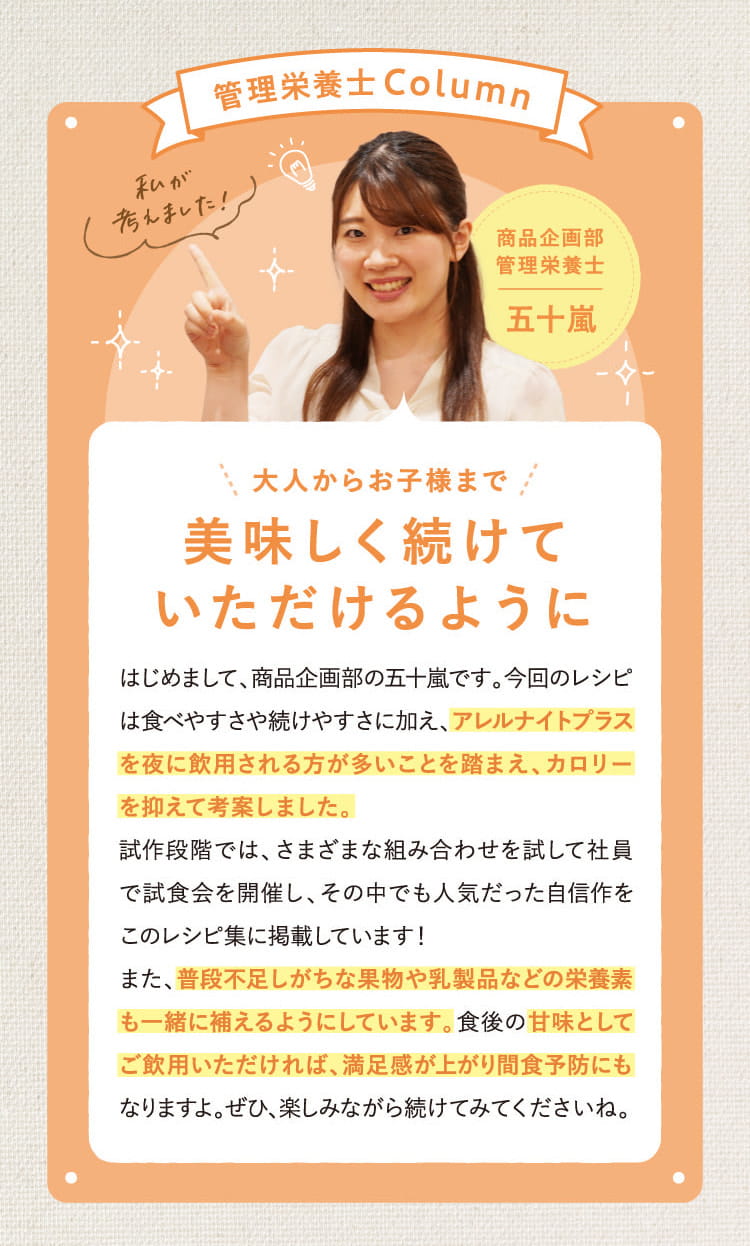 管理栄養士Column
私が
考えました！
商品企画部
管理栄養士
五十嵐
大人からお子様まで
美味しく続けて
いただけるように
はじめまして、商品企画部の五十嵐です。今回のレシピ
は食べやすさや続けやすさに加え、アレルナイトプラス
を夜に飲用される方が多いことを踏まえ、カロリー
を抑えて考案しました。
試作段階では、さまざまな組み合わせを試して社員
で試食会を開催し、その中でも人気だった自信作を
このレシピ集に掲載しています！
また、普段不足しがちな果物や乳製品などの栄養素
も一緒に補えるようにしています。食後の甘味として
ご飲用いただければ、満足感が上がり間食予防にも
なりますよ。ぜひ、楽しみながら続けてみてくださいね。